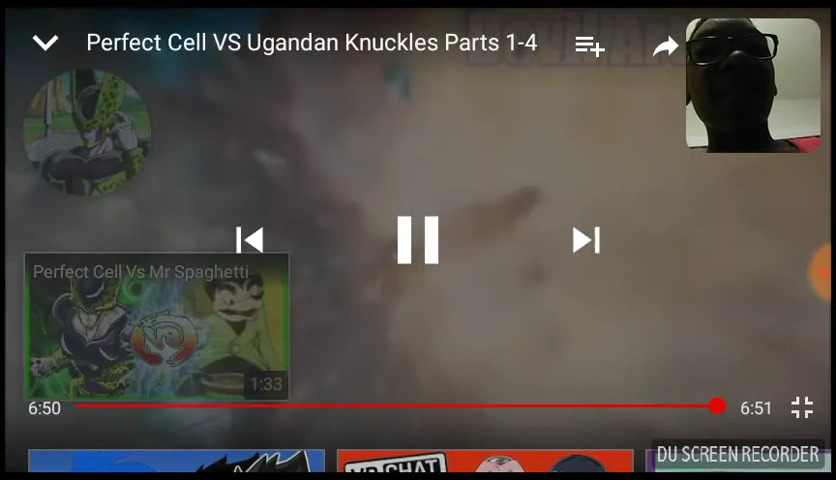 Perfect Cell VS Ugandan Knuckles Parts 1-4
Perfect Cell Vs Mr Spaghetti
1:33
6:50
6:51
CHAT
DU SCREEN RECORDER